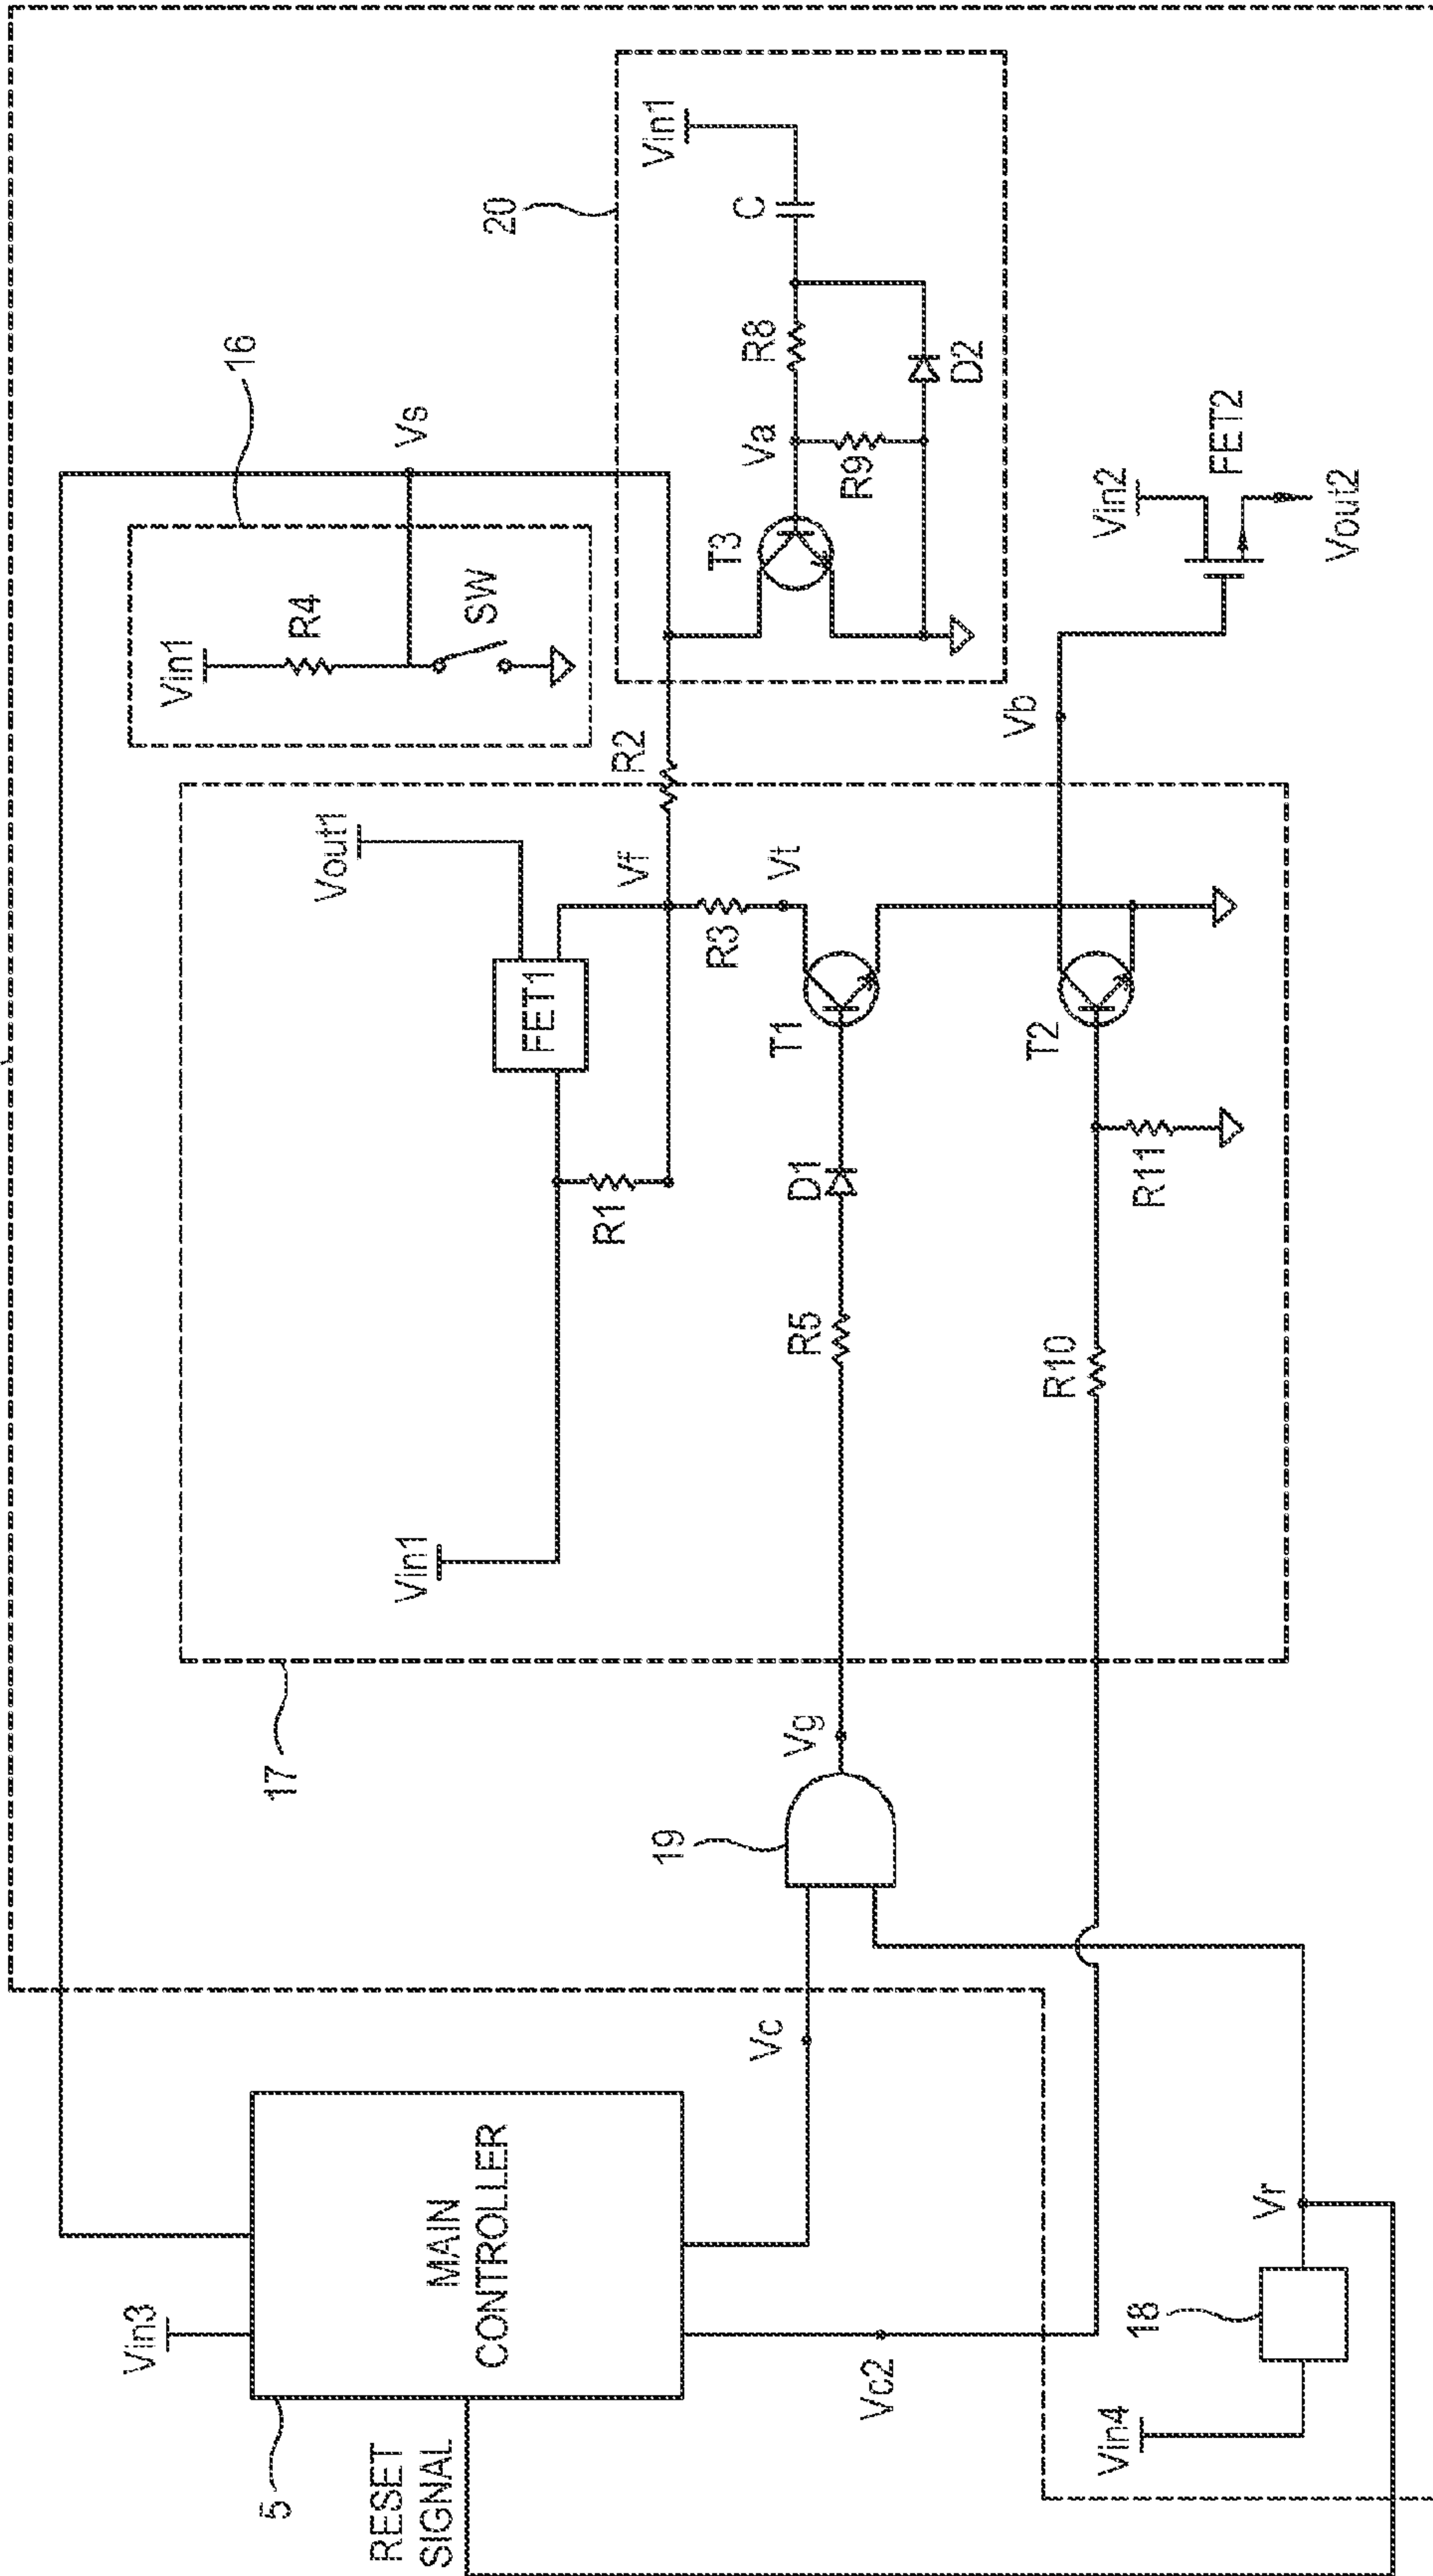 Vin3
5
MAIN
CONTROLLER
RESET
SIGNAL
Vc
Vc2
Vin4
18
Vr
19
Vg
17
Vin1
R1
FET1
Vout1
Vf
R2
R3
Vt
T1
D1
R5
R10
R11
T2
Vb
16
Vin1
R4
SW
Vs
20
T3
Va
R8
R9
D2
C
Vin1
Vin2
FET2
Vout2